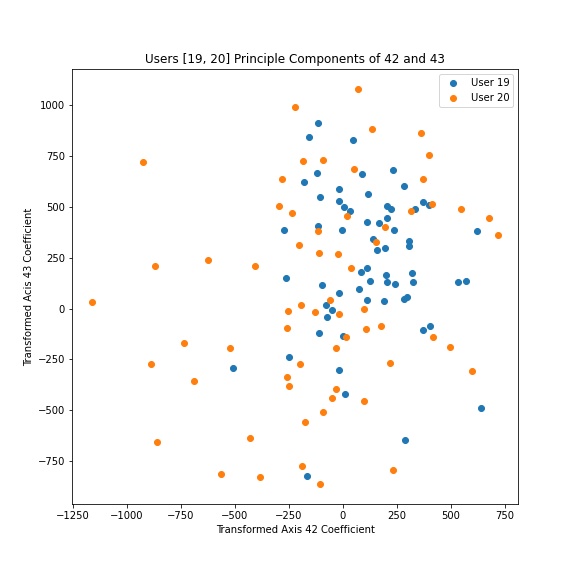 Users [19, 20] Principle Components of 42 and 43
User 19
User 20
Transformed Acis 43 Coefficient
1000
750
500
250
0
−250
−500
−750
−1250 −1000 −750 −500 −250 0 250 500 750
Transformed Axis 42 Coefficient